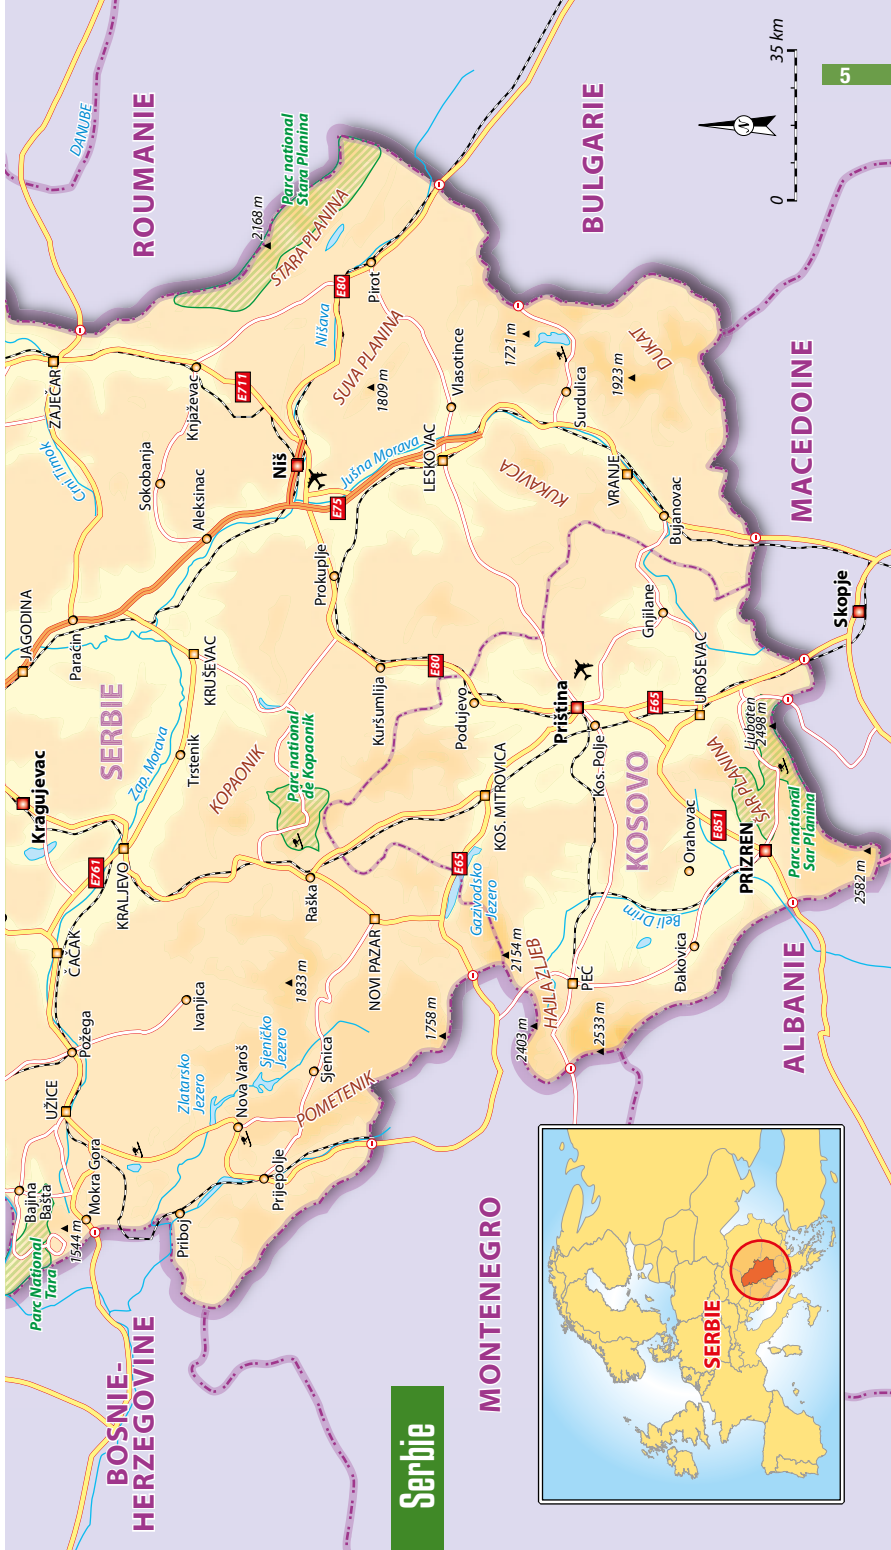 ROUMANIE
DANUBE
BULGARIE
MACEDOINE
ALBANIE
MONTENEGRO
BOSNIE-
HERZEGOVINE
SERBIE
KOSOVO
0
35 km
N
5
Serbie
SERBIE
Parc National
Tara
1544 m
Bajina
Bašta
Mokra Gora
UŽICE
Požega
ČAČAK
Ivanjica
Priboj
Prijepolje
Nova Varoš
Zlatarsko
Jezero
Sjeničko
Jezero
Sjenica
POMETENIK
1833 m
1758 m
Kragujevac
E761
KRALJEVO
Zap. Morava
Trstenik
KRUŠEVAC
JAGODINA
Paraćin
KOPAONIK
Parc national
de Kopaonik
Raška
NOVI PAZAR
Crni Timok
ZAJEČAR
Knjaževac
E711
Sokobanja
Aleksinac
Niš
E75
Jušna Morava
Prokuplje
Kuršumlija
E80
Podujevo
2168 m
Parc national
Stara Planina
STARA PLANINA
E80
Pirot
Nišava
SUVA PLANINA
1809 m
Vlasotince
LESKOVAC
KUKAVICA
1721 m
Surdulica
1923 m
DUKAT
VRANJE
Bujanovac
Gnjilane
Priština
Kos. Polje
E65
UROŠEVAC
KOS. MITROVICA
E65
Gazivodsko
Jezero
2154 m
HAJLA ZLJEB
2403 m
PEĆ
2533 m
Beli Drim
Đakovica
Orahovac
E851
PRIZREN
ŠAR PLANINA
Parc national
Sar Planina
Ljuboten
2498 m
2582 m
Skopje